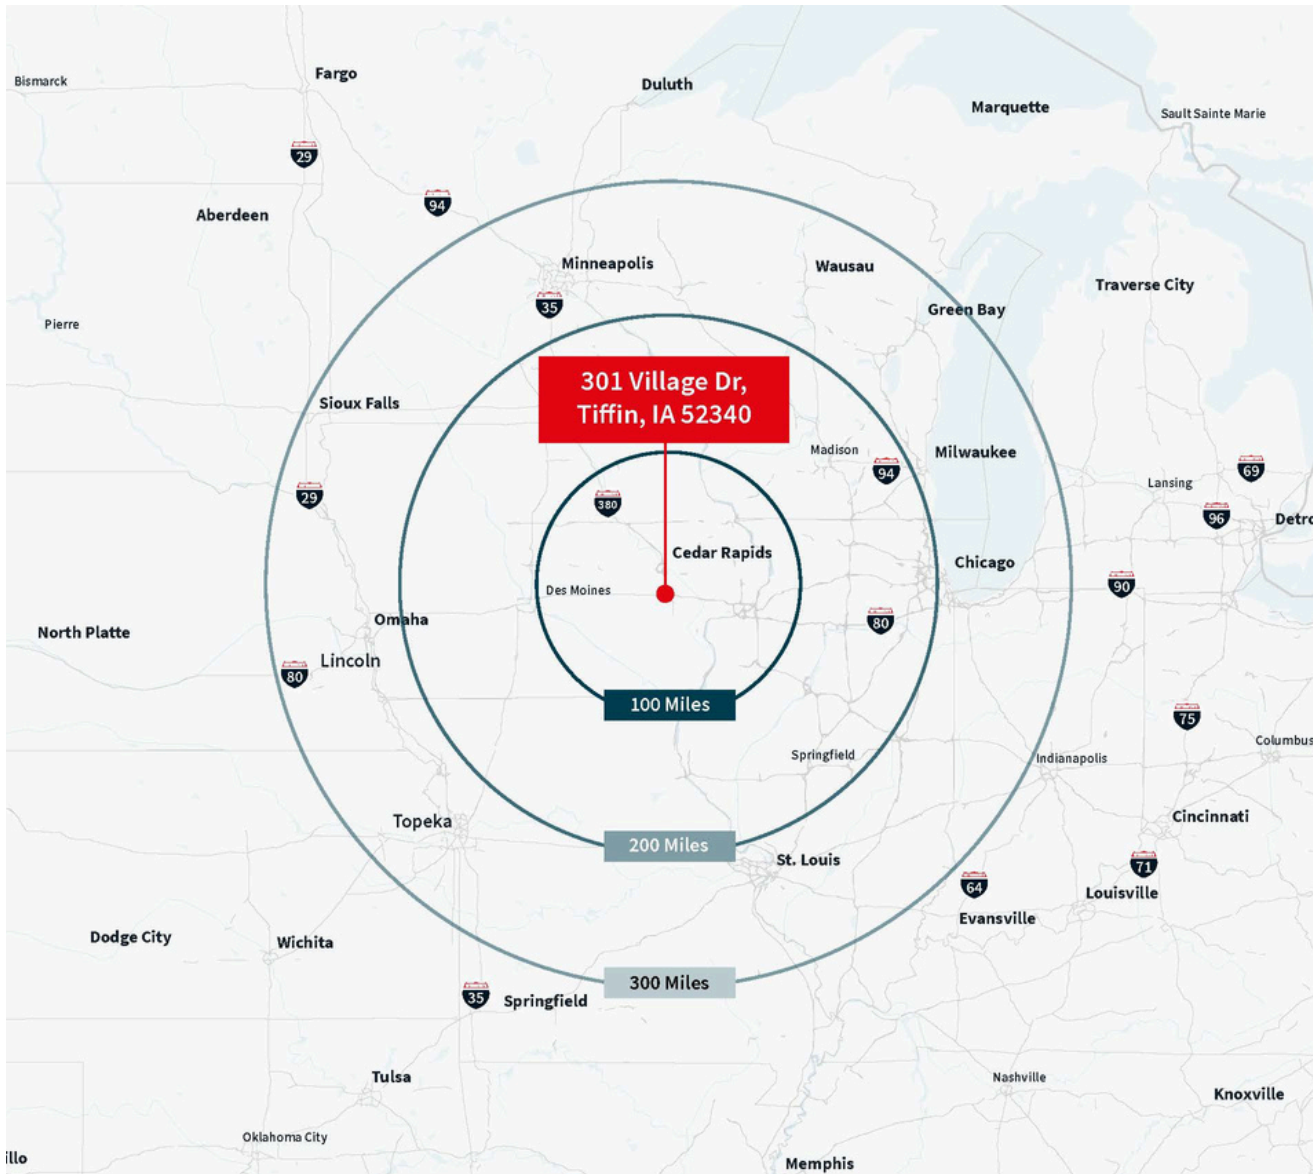 Fargo
Bismarck
Duluth
Marquette
Sault Sainte Marie
29
94
Aberdeen
Minneapolis
Wausau
Traverse City
35
Green Bay
Pierre
301 Village Dr,
Tiffin, IA 52340
Sioux Falls
Madison
Milwaukee
94
69
Lansing
29
380
96
Detro
Cedar Rapids
Chicago
Des Moines
90
Omaha
80
North Platte
Lincoln
80
100 Miles
75
Columbus
Springfield
Indianapolis
Topeka
Cincinnati
200 Miles
St. Louis
71
64
Louisville
Evansville
Dodge City
Wichita
300 Miles
35
Springfield
Tulsa
Nashville
Knoxville
Oklahoma City
illo
Memphis